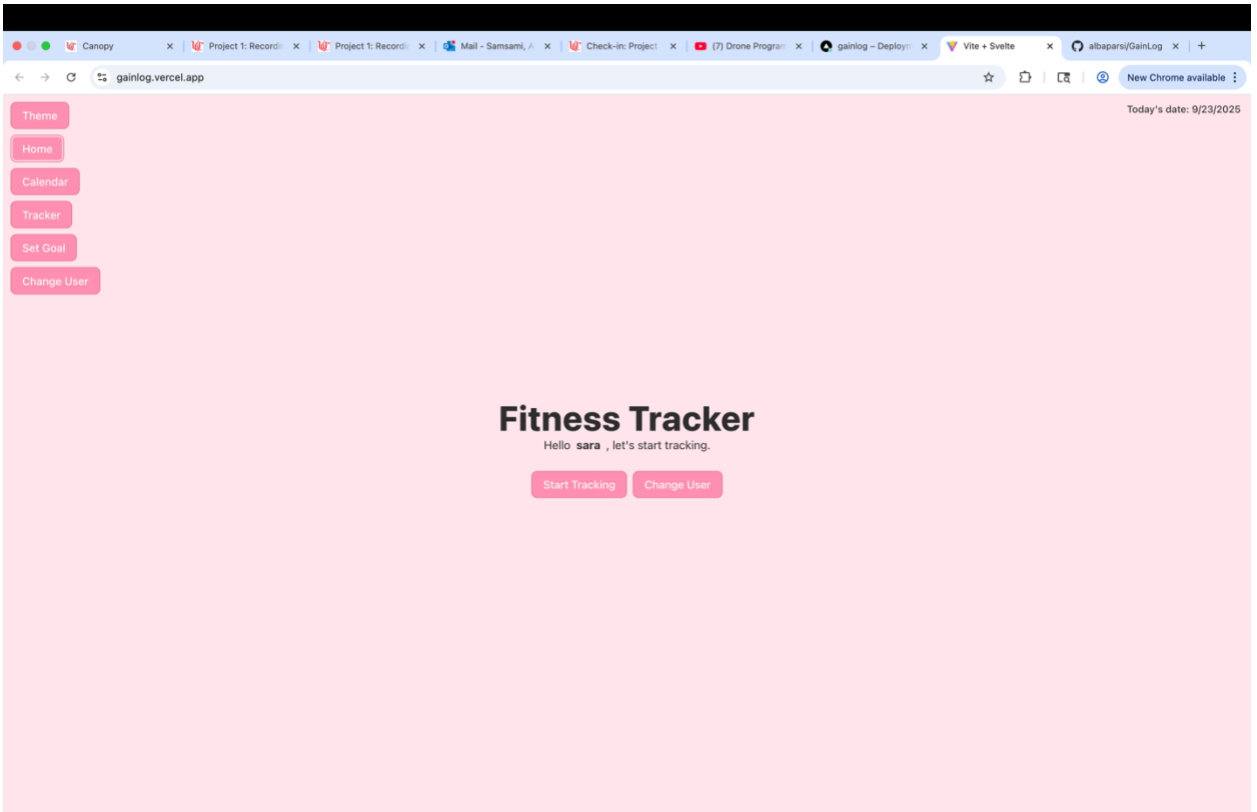 Canopy
Project 1: Recordi
Project 1: Recordi
Mail - Samsami, A
Check-in: Project
(7) Drone Program
gainlog – Deploym
Vite + Svelte
albaparsi/GainLog
gainlog.vercel.app
New Chrome available
Theme
Today's date: 9/23/2025
Home
Calendar
Tracker
Set Goal
Change User
Fitness Tracker
Hello sara , let's start tracking.
Start Tracking Change User